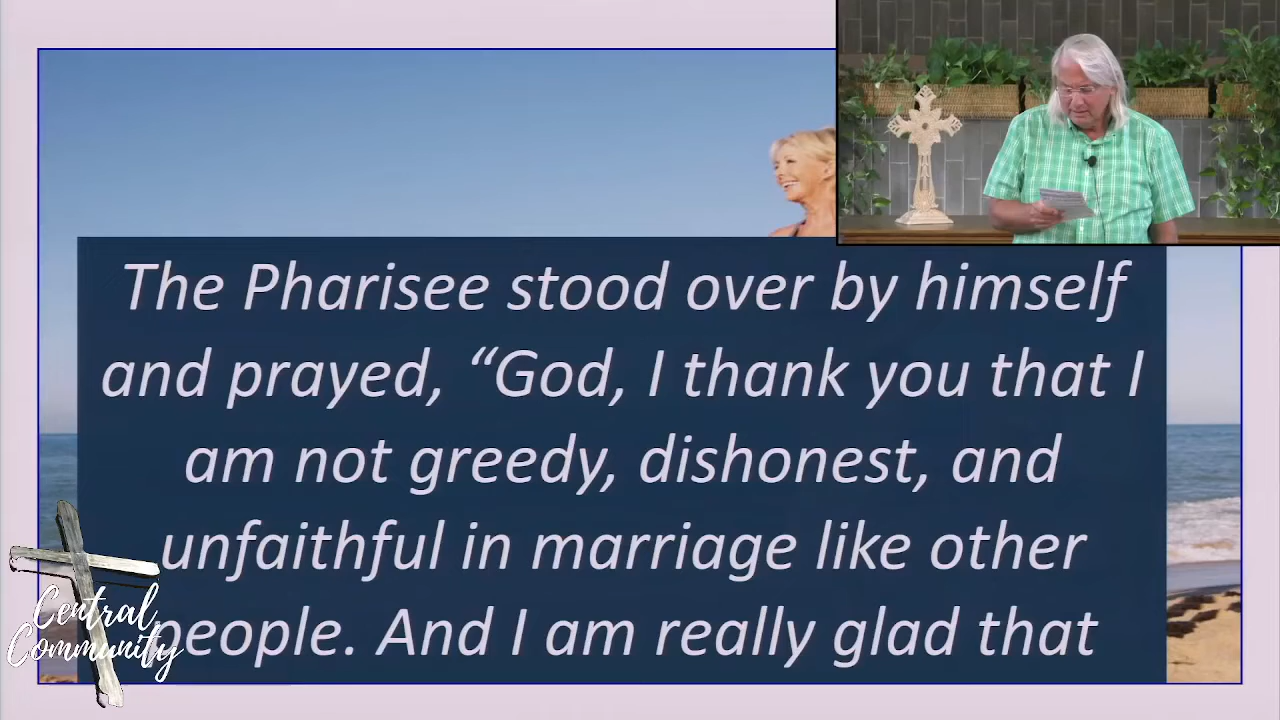 The Pharisee stood over by himself
and prayed, “God, I thank you that I
am not greedy, dishonest, and
unfaithful in marriage like other
people. And I am really glad that
Central
Community